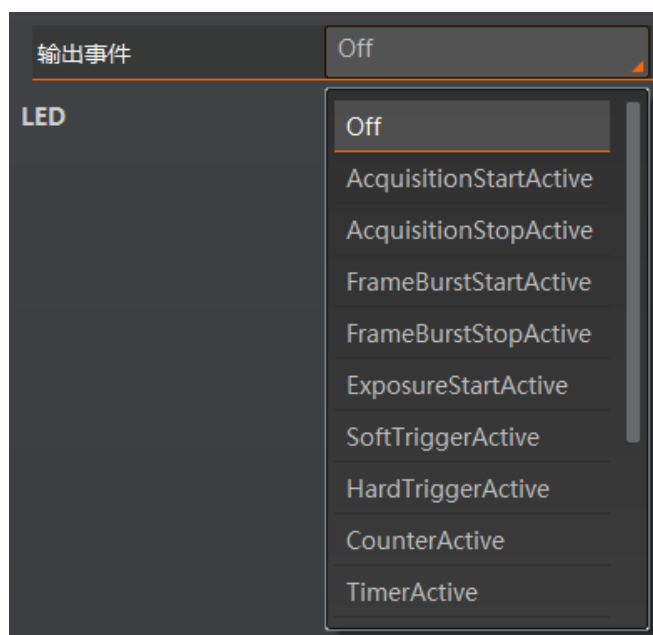 输出事件
Off
LED
Off
AcquisitionStartActive
AcquisitionStopActive
FrameBurstStartActive
FrameBurstStopActive
ExposureStartActive
SoftTriggerActive
HardTriggerActive
CounterActive
TimerActive